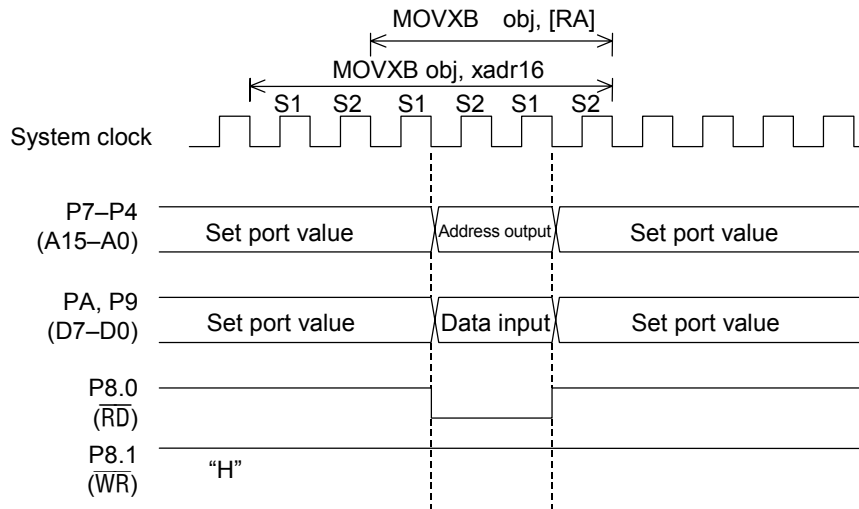 MOVXB obj, [RA]
MOVXB obj, xadr16
S1 S2 S1 S2 S1 S2
System clock
P7–P4
(A15–A0)
Set port value Address output Set port value
PA, P9
(D7–D0)
Set port value Data input Set port value
P8.0
(RD)
P8.1
(WR)
“H”